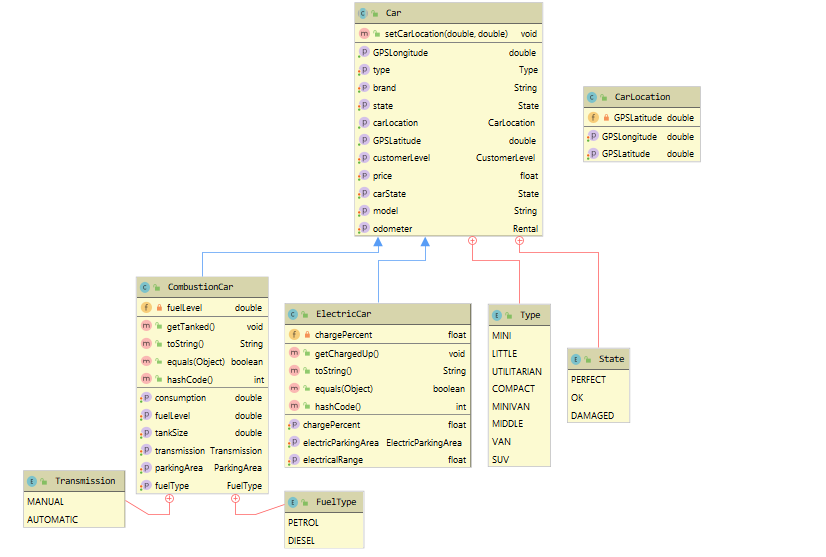 Car
setCarLocation(double, double) void
GPSLongitude double
type Type
brand String
state State
carLocation CarLocation
GPSLatitude double
customerLevel CustomerLevel
price float
carState State
model String
odometer Rental
CarLocation
GPSLatitude double
GPSLongitude double
GPSLatitude double
CombustionCar
fuelLevel double
getTanked() void
toString() String
equals(Object) boolean
hashCode() int
consumption double
fuelLevel double
tankSize double
transmission Transmission
parkingArea ParkingArea
fuelType FuelType
ElectricCar
chargePercent float
getChargedUp() void
toString() String
equals(Object) boolean
hashCode() int
chargePercent float
electricParkingArea ElectricParkingArea
electricalRange float
Type
MINI
LITTLE
UTILITARIAN
COMPACT
MINIVAN
MIDDLE
VAN
SUV
State
PERFECT
OK
DAMAGED
Transmission
MANUAL
AUTOMATIC
FuelType
PETROL
DIESEL